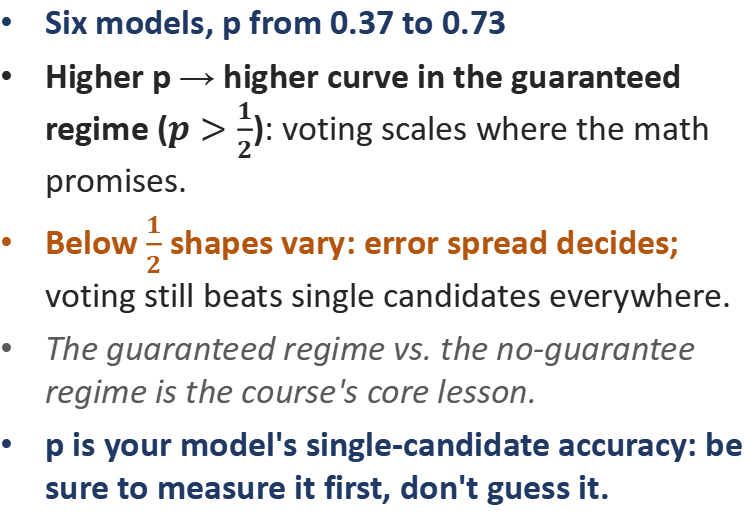 • Six models, p from 0.37 to 0.73
• Higher p → higher curve in the guaranteed
regime (p > 1/2): voting scales where the math
promises.
• Below 1/2 shapes vary: error spread decides;
voting still beats single candidates everywhere.
• The guaranteed regime vs. the no-guarantee
regime is the course's core lesson.
• p is your model's single-candidate accuracy: be
sure to measure it first, don't guess it.